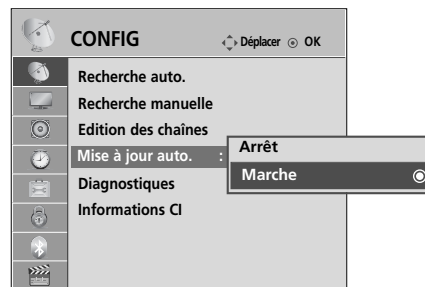 CONFIG
Déplacer OK
Recherche auto.
Recherche manuelle
Edition des chaînes
Mise à jour auto. :
Arrêt
Marche
Diagnostiques
Informations CI